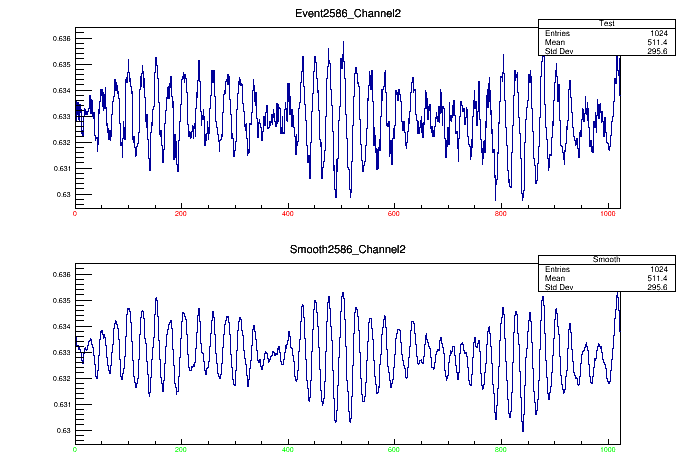 Event2586_Channel2
Test
Entries 1024
Mean 511.4
Std Dev 295.6
0.636
0.635
0.634
0.633
0.632
0.631
0.63
0 200 400 600 800 1000
Smooth2586_Channel2
Smooth
Entries 1024
Mean 511.4
Std Dev 295.6
0.636
0.635
0.634
0.633
0.632
0.631
0.63
0 200 400 600 800 1000